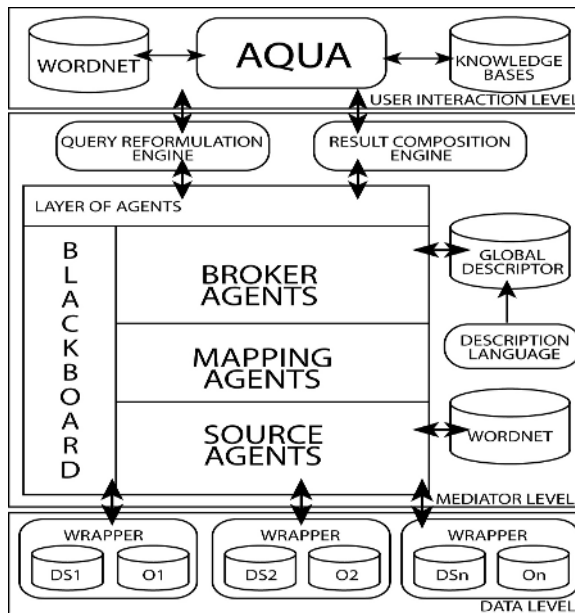 WORDNET
AQUA
KNOWLEDGE
BASES
USER INTERACTION LEVEL
QUERY REFORMULATION
ENGINE
RESULT COMPOSITION
ENGINE
LAYER OF AGENTS
BLACKBOARD
BROKER
AGENTS
GLOBAL
DESCRIPTOR
MAPPING
AGENTS
DESCRIPTION
LANGUAGE
SOURCE
AGENTS
WORDNET
MEDIATOR LEVEL
WRAPPER
DS1
O1
WRAPPER
DS2
O2
WRAPPER
DSn
On
DATA LEVEL